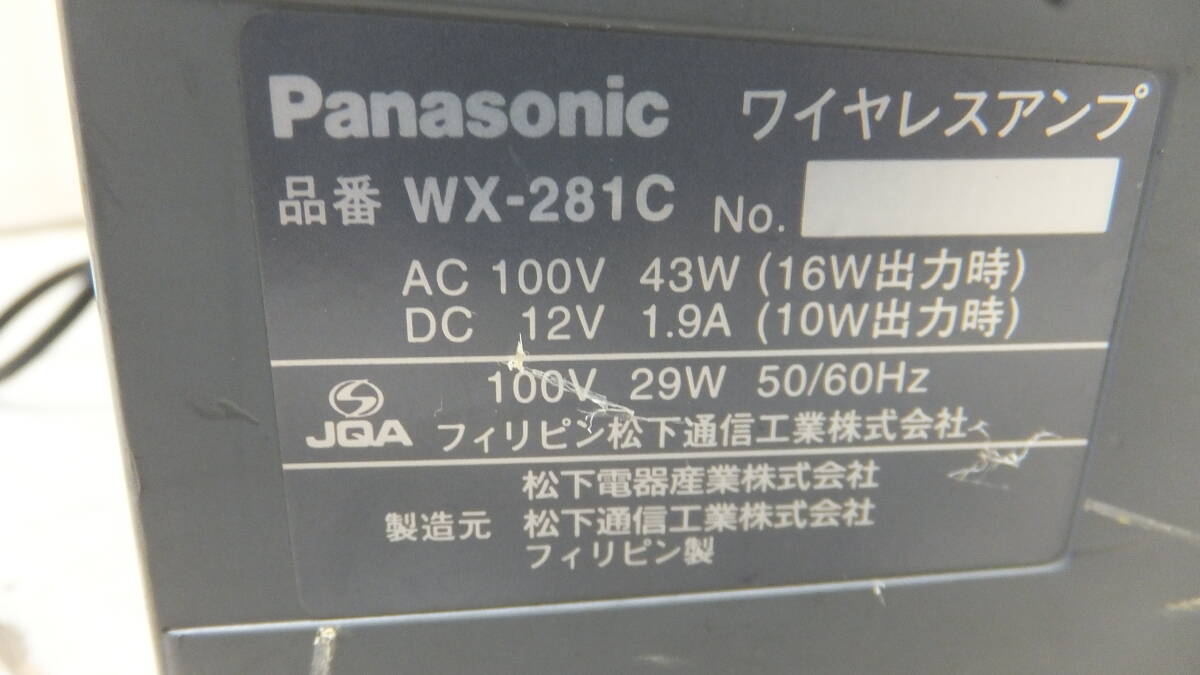 Panasonic ワイヤレスアンプ
品番 WX-281C No.
AC 100V 43W (16W出力時)
DC 12V 1.9A (10W出力時)
100V 29W 50/60Hz
JQA フィリピン松下通信工業株式会社
松下電器産業株式会社
製造元 松下通信工業株式会社
フィリピン製